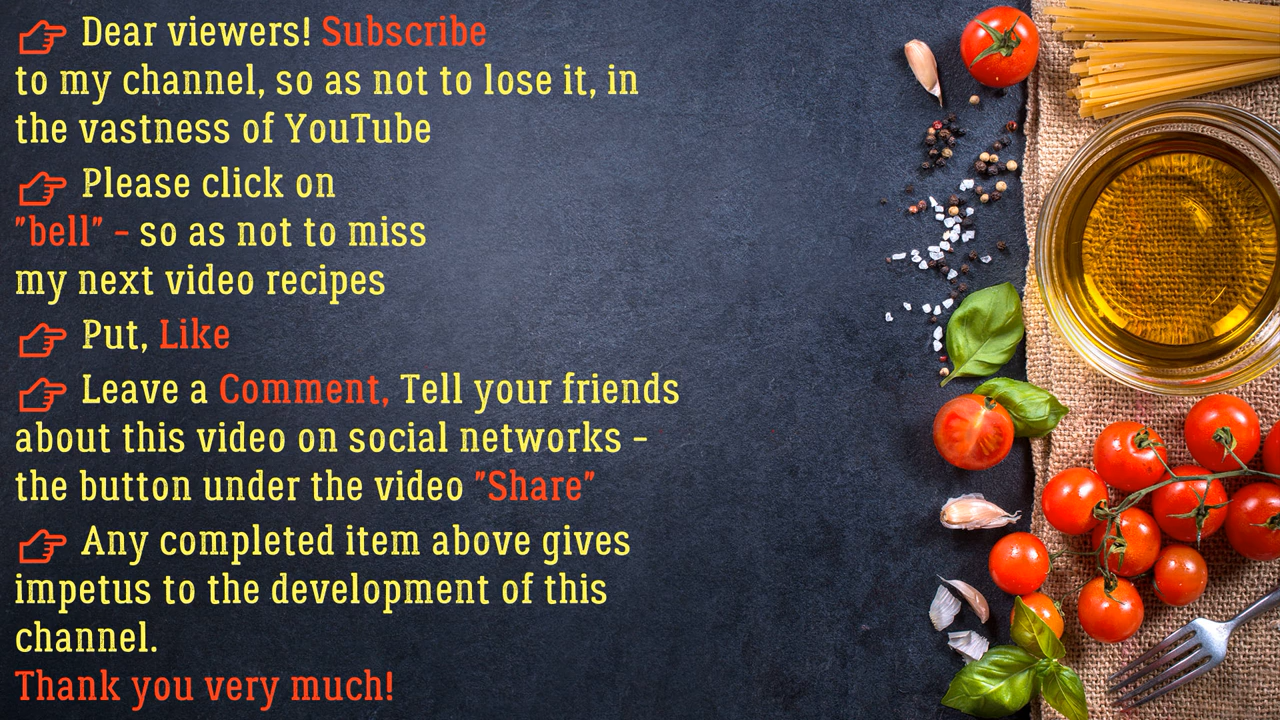 Dear viewers! Subscribe
to my channel, so as not to lose it, in
the vastness of YouTube
Please click on
"bell" - so as not to miss
my next video recipes
Put, Like
Leave a Comment, Tell your friends
about this video on social networks -
the button under the video "Share"
Any completed item above gives
impetus to the development of this
channel.
Thank you very much!